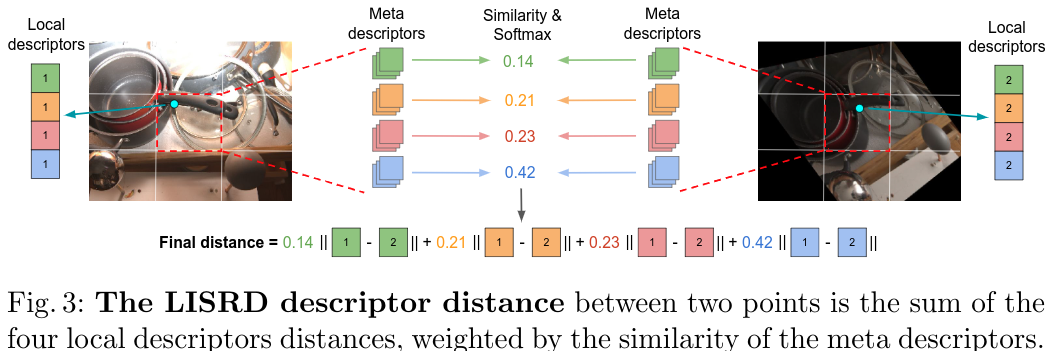 Local
descriptors
1
1
1
1
Meta
descriptors
Similarity &
Softmax
Meta
descriptors
0.14
0.21
0.23
0.42
Local
descriptors
2
2
2
2
Final distance = 0.14 || 1 - 2 || + 0.21 || 1 - 2 || + 0.23 || 1 - 2 || + 0.42 || 1 - 2 ||
Fig. 3: The LISRD descriptor distance between two points is the sum of the
four local descriptors distances, weighted by the similarity of the meta descriptors.